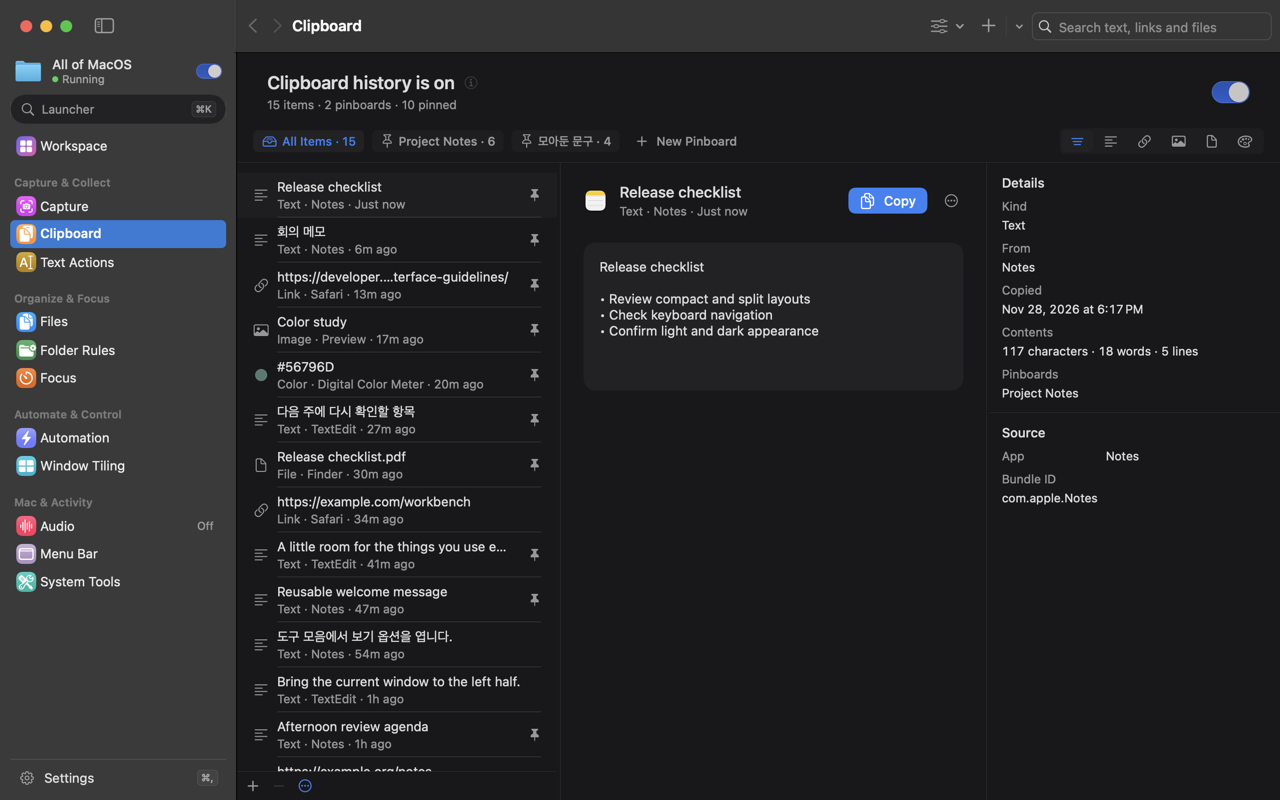 Clipboard
Search text, links and files
All of MacOS
Running
Launcher
⌘K
Workspace
Capture & Collect
Capture
Clipboard
Text Actions
Organize & Focus
Files
Folder Rules
Focus
Automate & Control
Automation
Window Tiling
Mac & Activity
Audio
Off
Menu Bar
System Tools
Settings
⌘,
Clipboard history is on
15 items · 2 pinboards · 10 pinned
All Items · 15
Project Notes · 6
모아둔 문구 · 4
New Pinboard
Release checklist
Text · Notes · Just now
회의 메모
Text · Notes · 6m ago
https://developer....terface-guidelines/
Link · Safari · 13m ago
Color study
Image · Preview · 17m ago
#56796D
Color · Digital Color Meter · 20m ago
다음 주에 다시 확인할 항목
Text · TextEdit · 27m ago
Release checklist.pdf
File · Finder · 30m ago
https://example.com/workbench
Link · Safari · 34m ago
A little room for the things you use e...
Text · TextEdit · 41m ago
Reusable welcome message
Text · Notes · 47m ago
도구 모음에서 보기 옵션을 엽니다.
Text · Notes · 54m ago
Bring the current window to the left half.
Text · TextEdit · 1h ago
Afternoon review agenda
Text · Notes · 1h ago
https://example.org/notes
Release checklist
Text · Notes · Just now
Copy
Release checklist
• Review compact and split layouts
• Check keyboard navigation
• Confirm light and dark appearance
Details
Kind
Text
From
Notes
Copied
Nov 28, 2026 at 6:17 PM
Contents
117 characters · 18 words · 5 lines
Pinboards
Project Notes
Source
App
Notes
Bundle ID
com.apple.Notes